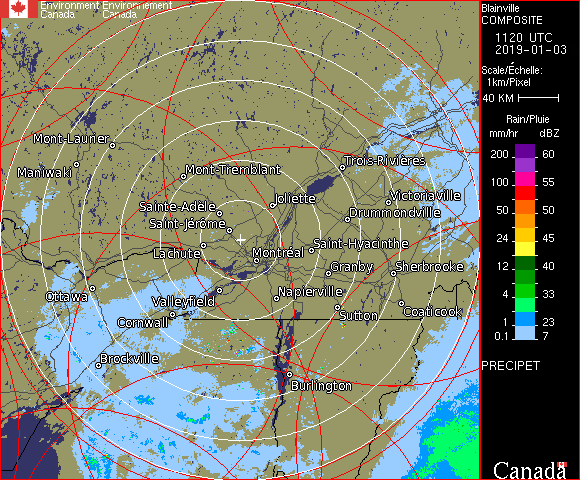 Environment Environnement
Canada Canada
Blainville
COMPOSITE
1120 UTC
2019-01-03
Scale/Échelle:
1km/Pixel
40 KM
Rain/Pluie
mm/hr dBZ
200 60
150 57
100 55
50 50
24 45
12 40
4 33
1 23
0.1 7
PRECIPET
Canada
Mont-Laurier
Maniwaki
Mont-Tremblant
Trois-Rivières
Sainte-Adèle
Joliette
Victoriaville
Saint-Jérôme
Drummondville
Lachute
Montréal
Saint-Hyacinthe
Granby
Sherbrooke
Ottawa
Valleyfield
Napierville
Cornwall
Sutton
Coaticook
Brockville
Burlington